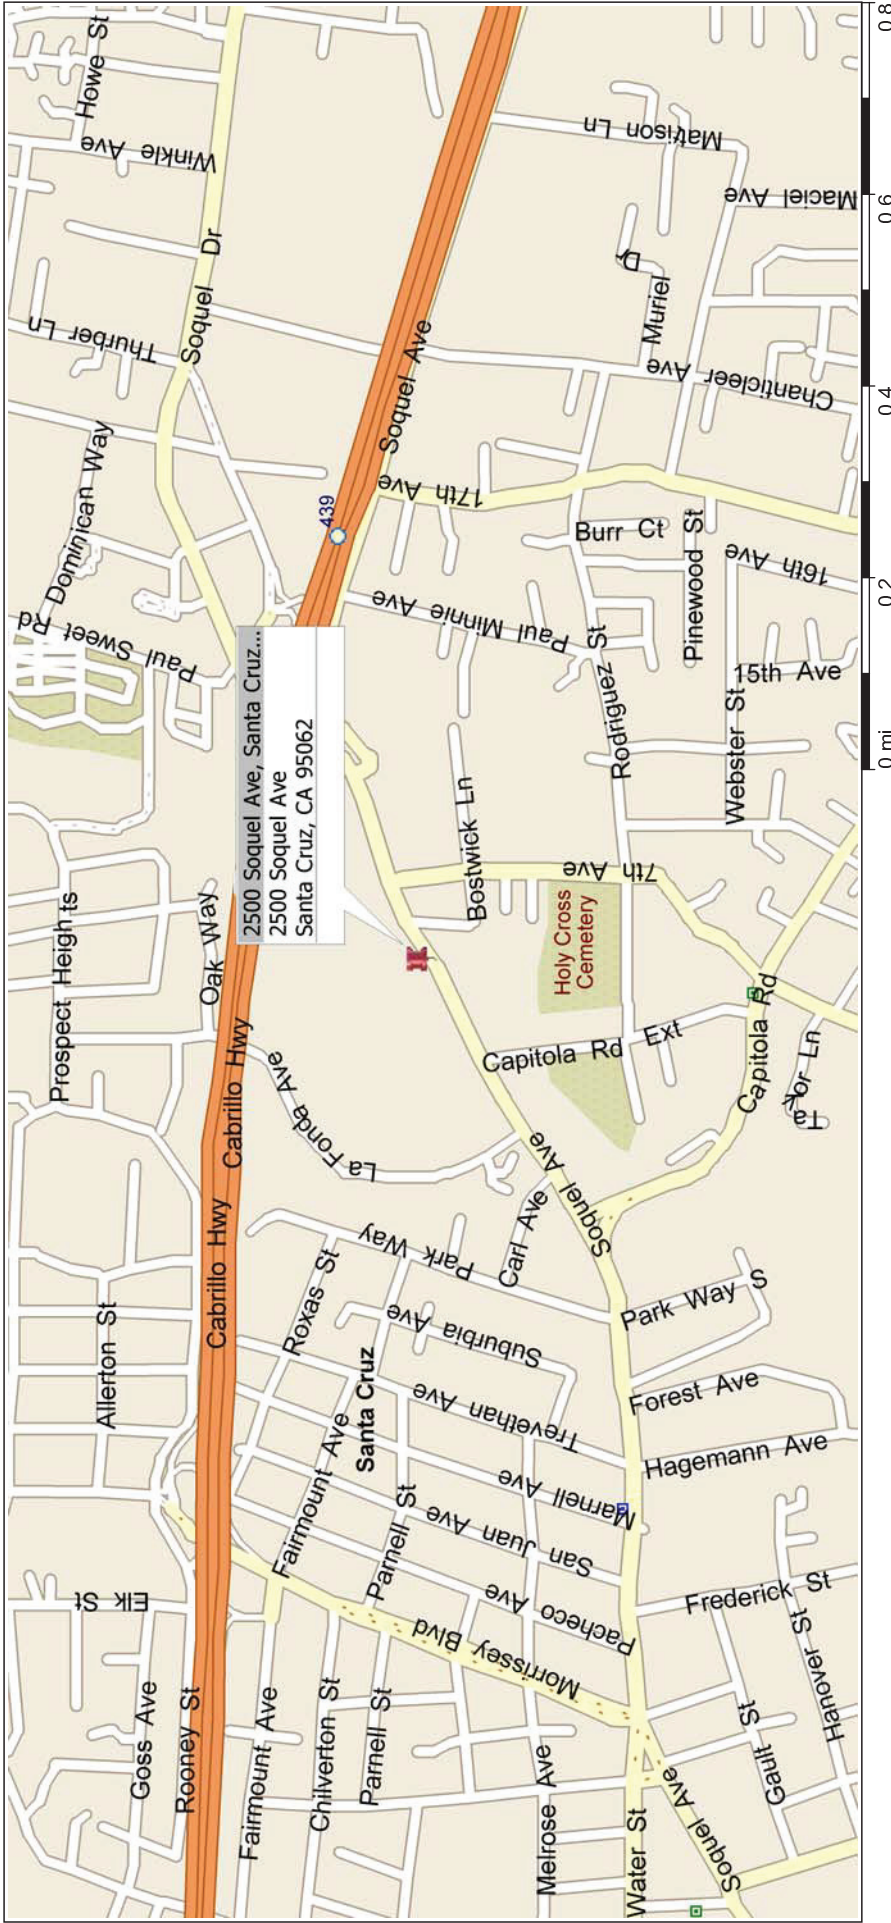 Howe St
Winkle Ave
Soquel Dr
Thurber Ln
Mattison Ln
Maciel Ave
Muriel Dr
Chanticleer Ave
Soquel Ave
17th Ave
439
Dominican Way
Paul Sweet Rd
Paul Minnie Ave
Burr Ct
Pinewood St
16th Ave
15th Ave
Webster St
Rodriguez St
2500 Soquel Ave, Santa Cruz...
2500 Soquel Ave
Santa Cruz, CA 95062
Bostwick Ln
7th Ave
Holy Cross
Cemetery
Prospect Heights
Oak Way
Cabrillo Hwy
Cabrillo Hwy
La Fonda Ave
Capitola Rd Ext
Capitola Rd
Taylor Ln
Soquel Ave
Carl Ave
Park Way
Park Way S
Roxas St
Allerton St
Suburbia Ave
Santa Cruz
Trevethan Ave
Forest Ave
Hagemann Ave
Marnell Ave
Fairmount Ave
Parnell St
San Juan Ave
Pacheco Ave
Frederick St
Hanover St
Elk St
Morrissey Blvd
Goss Ave
Rooney St
Fairmount Ave
Chilverton St
Parnell St
Melrose Ave
Water St
Soquel Ave
Gault St
0 mi
0.2
0.4
0.6
0.8